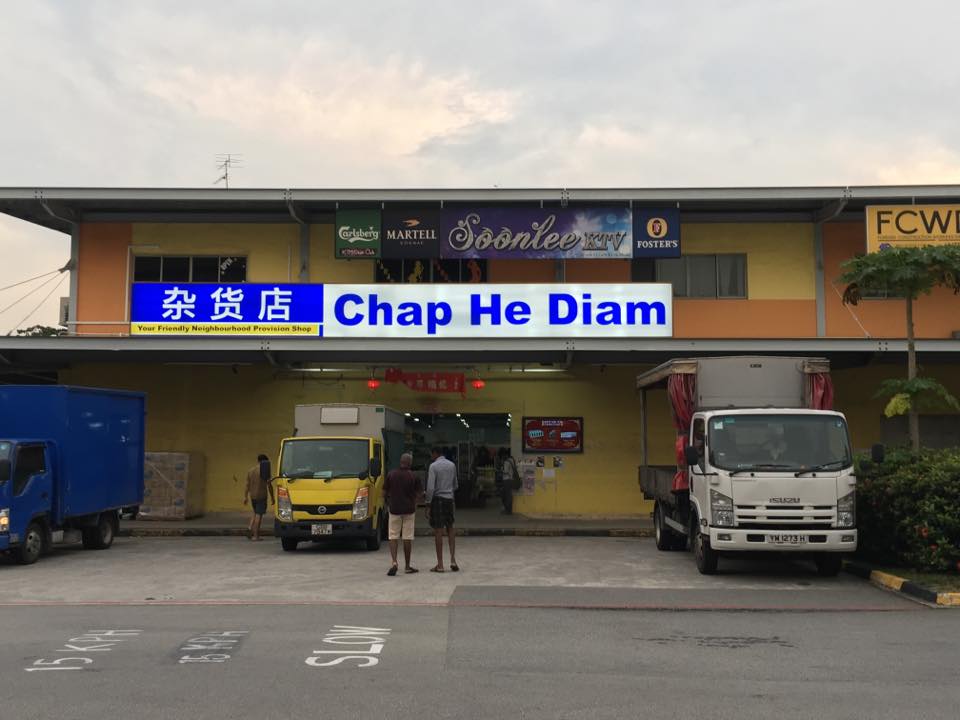 Carlsberg
MARTELL
COGNAC
Soonlee KTV
FOSTER'S
FCWD
杂货店
Your Friendly Neighbourhood Provision Shop
Chap He Diam
ISUZU
YM 1273 H
15 KPH
15 KPH
SLOW